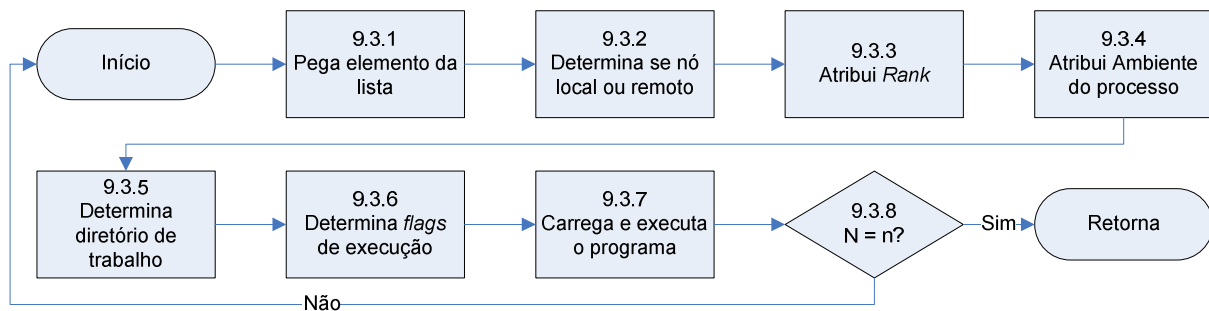 Início
9.3.1
Pega elemento da
lista
9.3.2
Determina se nó
local ou remoto
9.3.3
Atribui Rank
9.3.4
Atribui Ambiente
do processo
9.3.5
Determina
diretório de
trabalho
9.3.6
Determina flags
de execução
9.3.7
Carrega e executa
o programa
9.3.8
N = n?
Sim
Retorna
Não